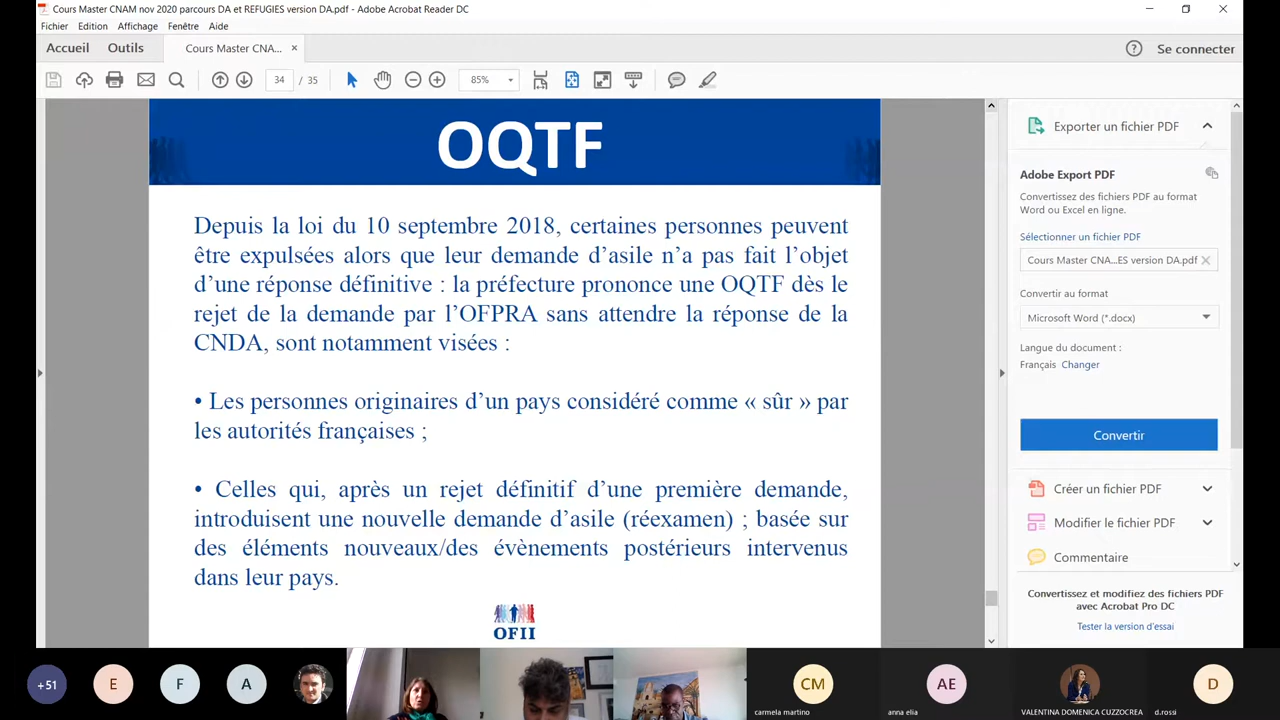 Cours Master CNAM nov 2020 parcours DA et REFUGIES version DA.pdf - Adobe Acrobat Reader DC
Fichier Edition Affichage Fenêtre Aide
Accueil Outils Cours Master CNA... × ? Se connecter
34 / 35 85%
OQTF
Depuis la loi du 10 septembre 2018, certaines personnes peuvent
être expulsées alors que leur demande d’asile n’a pas fait l’objet
d’une réponse définitive : la préfecture prononce une OQTF dès le
rejet de la demande par l’OFPRA sans attendre la réponse de la
CNDA, sont notamment visées :
• Les personnes originaires d’un pays considéré comme « sûr » par
les autorités françaises ;
• Celles qui, après un rejet définitif d’une première demande,
introduisent une nouvelle demande d’asile (réexamen) ; basée sur
des éléments nouveaux/des évènements postérieurs intervenus
dans leur pays.
OFII
Exporter un fichier PDF
Adobe Export PDF
Convertissez des fichiers PDF au format
Word ou Excel en ligne.
Sélectionner un fichier PDF
Cours Master CNA...ES version DA.pdf ×
Convertir au format
Microsoft Word (*.docx)
Langue du document :
Français Changer
Convertir
Créer un fichier PDF
Modifier le fichier PDF
Commentaire
Convertissez et modifiez des fichiers PDF
avec Acrobat Pro DC
Tester la version d'essai
+51 E F A CM AE D
carmela martino anna elia VALENTINA DOMENICA CUZZOCREA d.rossi